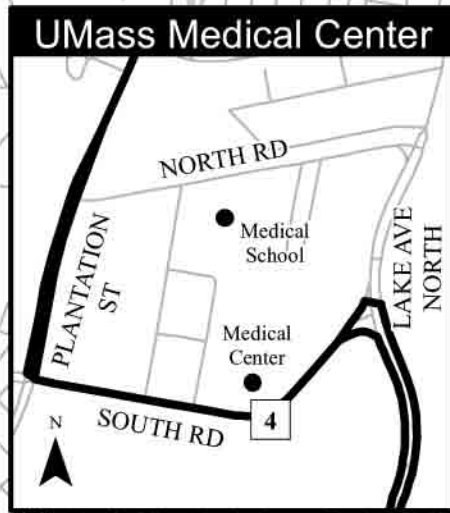 UMass Medical Center
NORTH RD
Medical
School
PLANTATION
ST
LAKE AVE
NORTH
Medical
Center
SOUTH RD
4
N